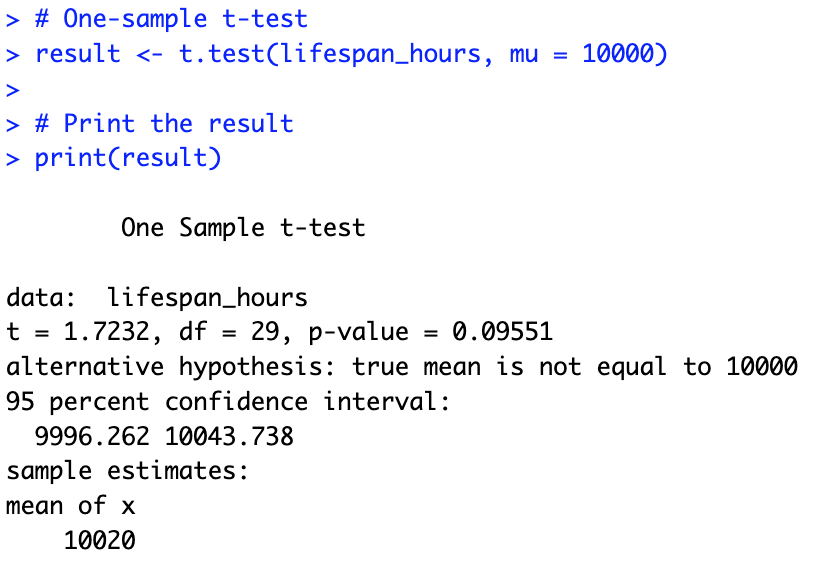 > # One-sample t-test
> result <- t.test(lifespan_hours, mu = 10000)
>
> # Print the result
> print(result)
One Sample t-test
data:  lifespan_hours
t = 1.7232, df = 29, p-value = 0.09551
alternative hypothesis: true mean is not equal to 10000
95 percent confidence interval:
9996.262 10043.738
sample estimates:
mean of x
10020